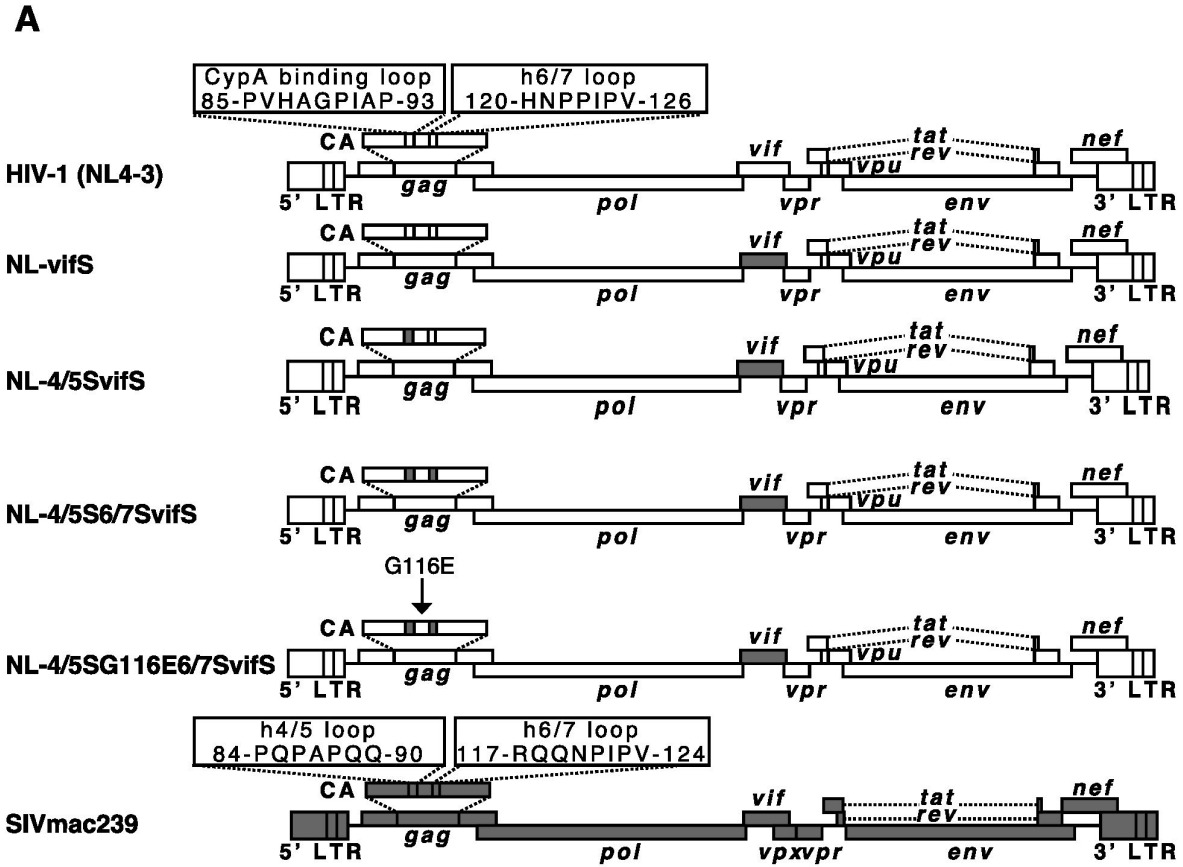 A
CypA binding loop
85-PVHAGPIAP-93
h6/7 loop
120-HNPPIPV-126
HIV-1 (NL4-3)
CA
gag
pol
vif
vpr
vpu
tat
rev
env
nef
5' LTR
3' LTR
NL-vifS
CA
gag
pol
vif
vpr
vpu
tat
rev
env
nef
5' LTR
3' LTR
NL-4/5SvifS
CA
gag
pol
vif
vpr
vpu
tat
rev
env
nef
5' LTR
3' LTR
NL-4/5S6/7SvifS
CA
gag
pol
vif
vpr
vpu
tat
rev
env
nef
5' LTR
3' LTR
G116E
NL-4/5SG116E6/7SvifS
CA
gag
pol
vif
vpr
vpu
tat
rev
env
nef
5' LTR
3' LTR
h4/5 loop
84-PQPAPQQ-90
h6/7 loop
117-RQQNPIPV-124
SIVmac239
CA
gag
pol
vif
vpxvpr
tat
rev
env
nef
5' LTR
3' LTR